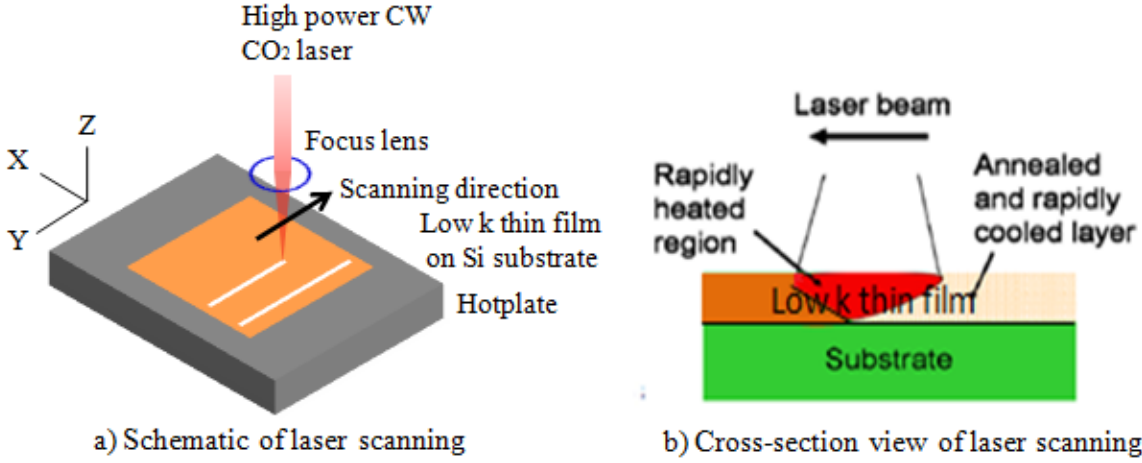 High power CW
CO2 laser
Z
X
Y
Focus lens
Scanning direction
Low k thin film
on Si substrate
Hotplate
a) Schematic of laser scanning
Laser beam
Rapidly
heated
region
Annealed
and rapidly
cooled layer
Low k thin film
Substrate
b) Cross-section view of laser scanning